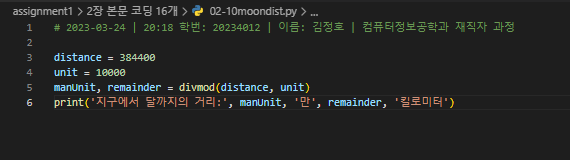 assignment1 > 2장 본문 코딩 16개 > 02-10moondist.py > ...
1 # 2023-03-24 | 20:18 학번: 20234012 | 이름: 김정호 | 컴퓨터정보공학과 재직자 과정
2
3 distance = 384400
4 unit = 10000
5 manUnit, remainder = divmod(distance, unit)
6 print('지구에서 달까지의 거리:', manUnit, '만', remainder, '킬로미터')